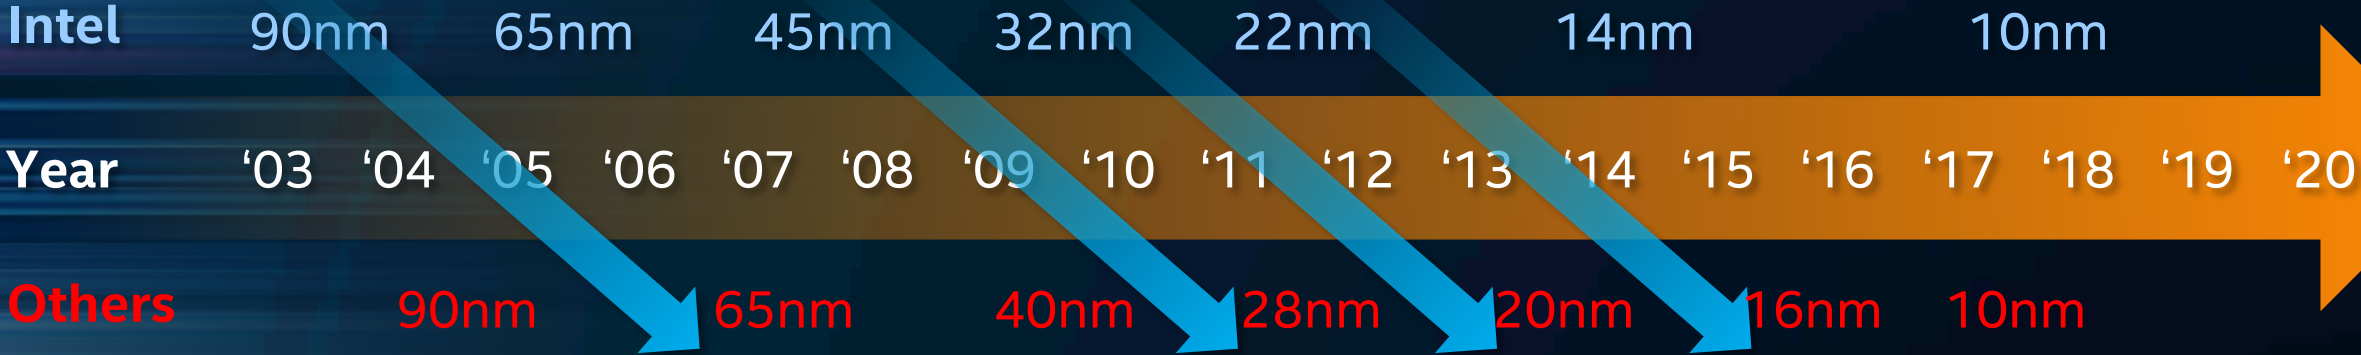 Intel 90nm 65nm 45nm 32nm 22nm 14nm 10nm
Year ‘03 ‘04 ‘05 ‘06 ‘07 ‘08 ‘09 ‘10 ‘11 ‘12 ‘13 ‘14 ‘15 ‘16 ‘17 ‘18 ‘19 ‘20
Others 90nm 65nm 40nm 28nm 20nm 16nm 10nm